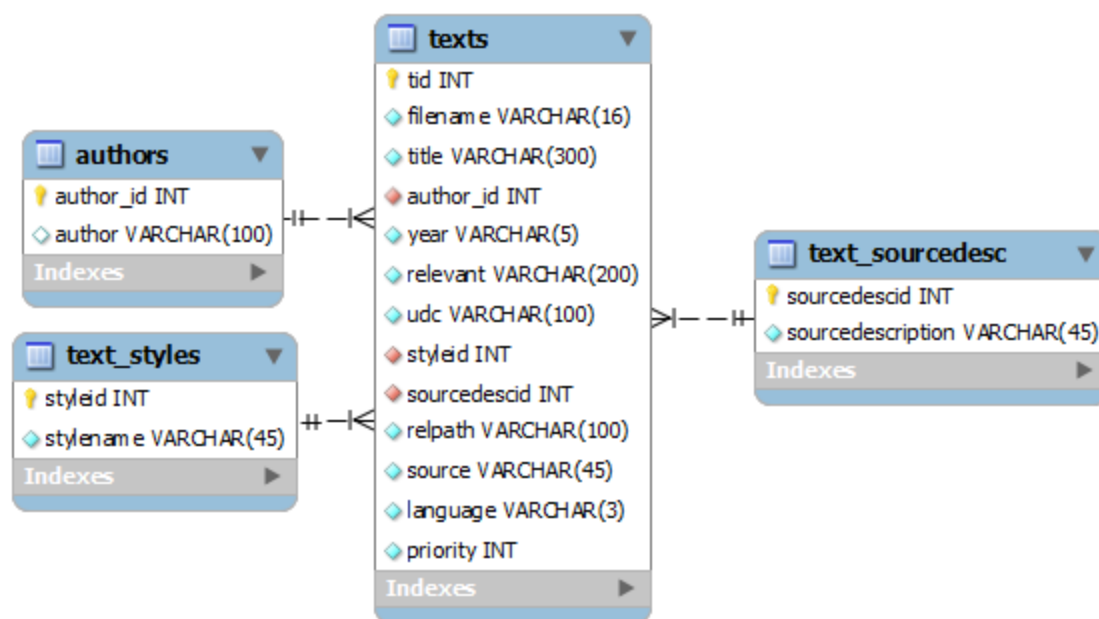 texts
tid INT
filename VARCHAR(16)
title VARCHAR(300)
author_id INT
year VARCHAR(5)
relevant VARCHAR(200)
udc VARCHAR(100)
styleid INT
sourcedescid INT
relpath VARCHAR(100)
source VARCHAR(45)
language VARCHAR(3)
priority INT
Indexes
authors
author_id INT
author VARCHAR(100)
Indexes
text_styles
styleid INT
stylename VARCHAR(45)
Indexes
text_sourcedesc
sourcedescid INT
sourcedescription VARCHAR(45)
Indexes